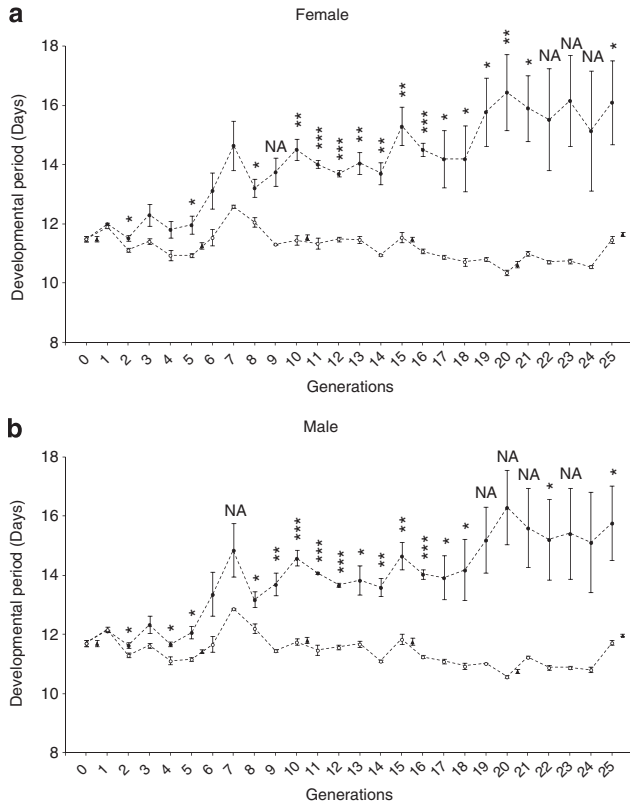 a
Female
Developmental period (Days)
18
16
14
12
10
8
* * * NA ** *** *** ** ** ** *** * * * ** * NA NA NA *
0 1 2 3 4 5 6 7 8 9 10 11 12 13 14 15 16 17 18 19 20 21 22 23 24 25
Generations
b
Male
Developmental period (Days)
18
16
14
12
10
8
* * * NA * ** *** *** *** * ** ** *** * * NA NA NA * NA *
0 1 2 3 4 5 6 7 8 9 10 11 12 13 14 15 16 17 18 19 20 21 22 23 24 25
Generations